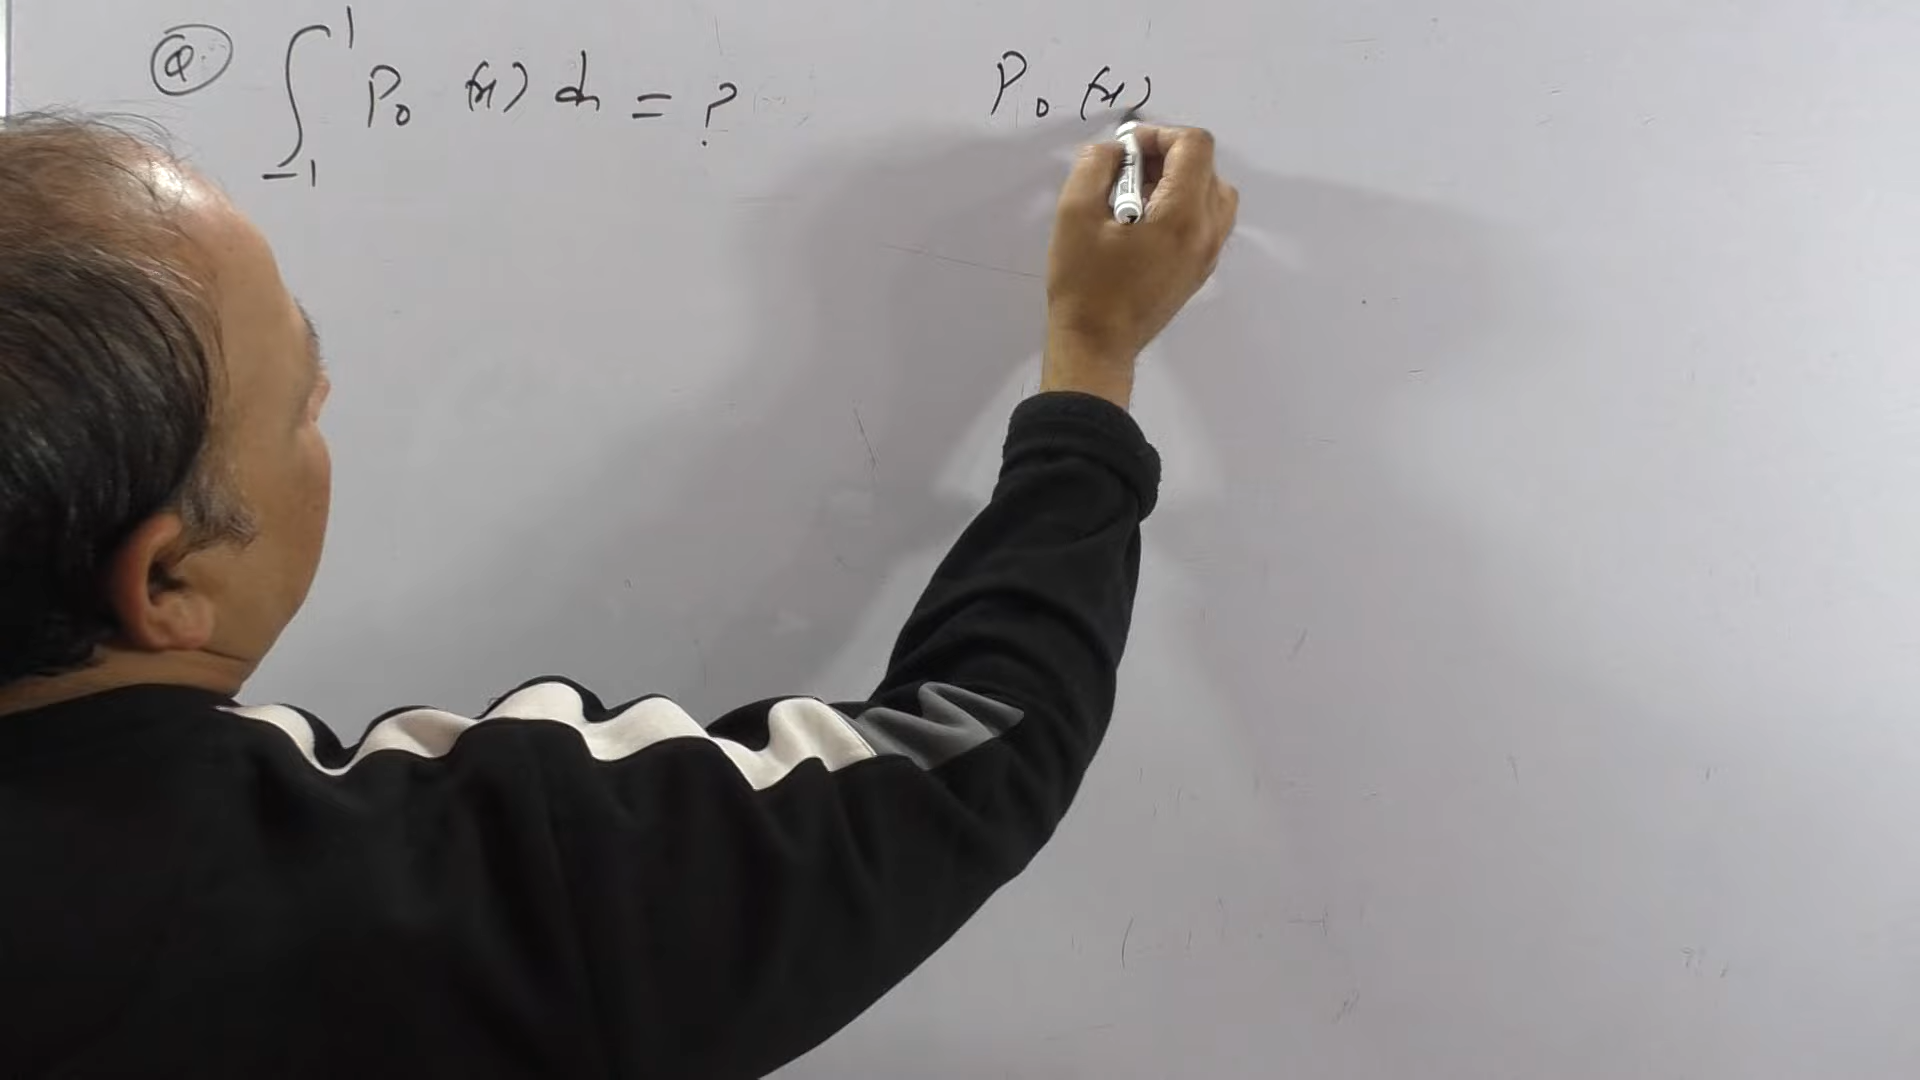 Q. ∫₋₁¹ P₀ (x) dx = ?
P₀ (x)